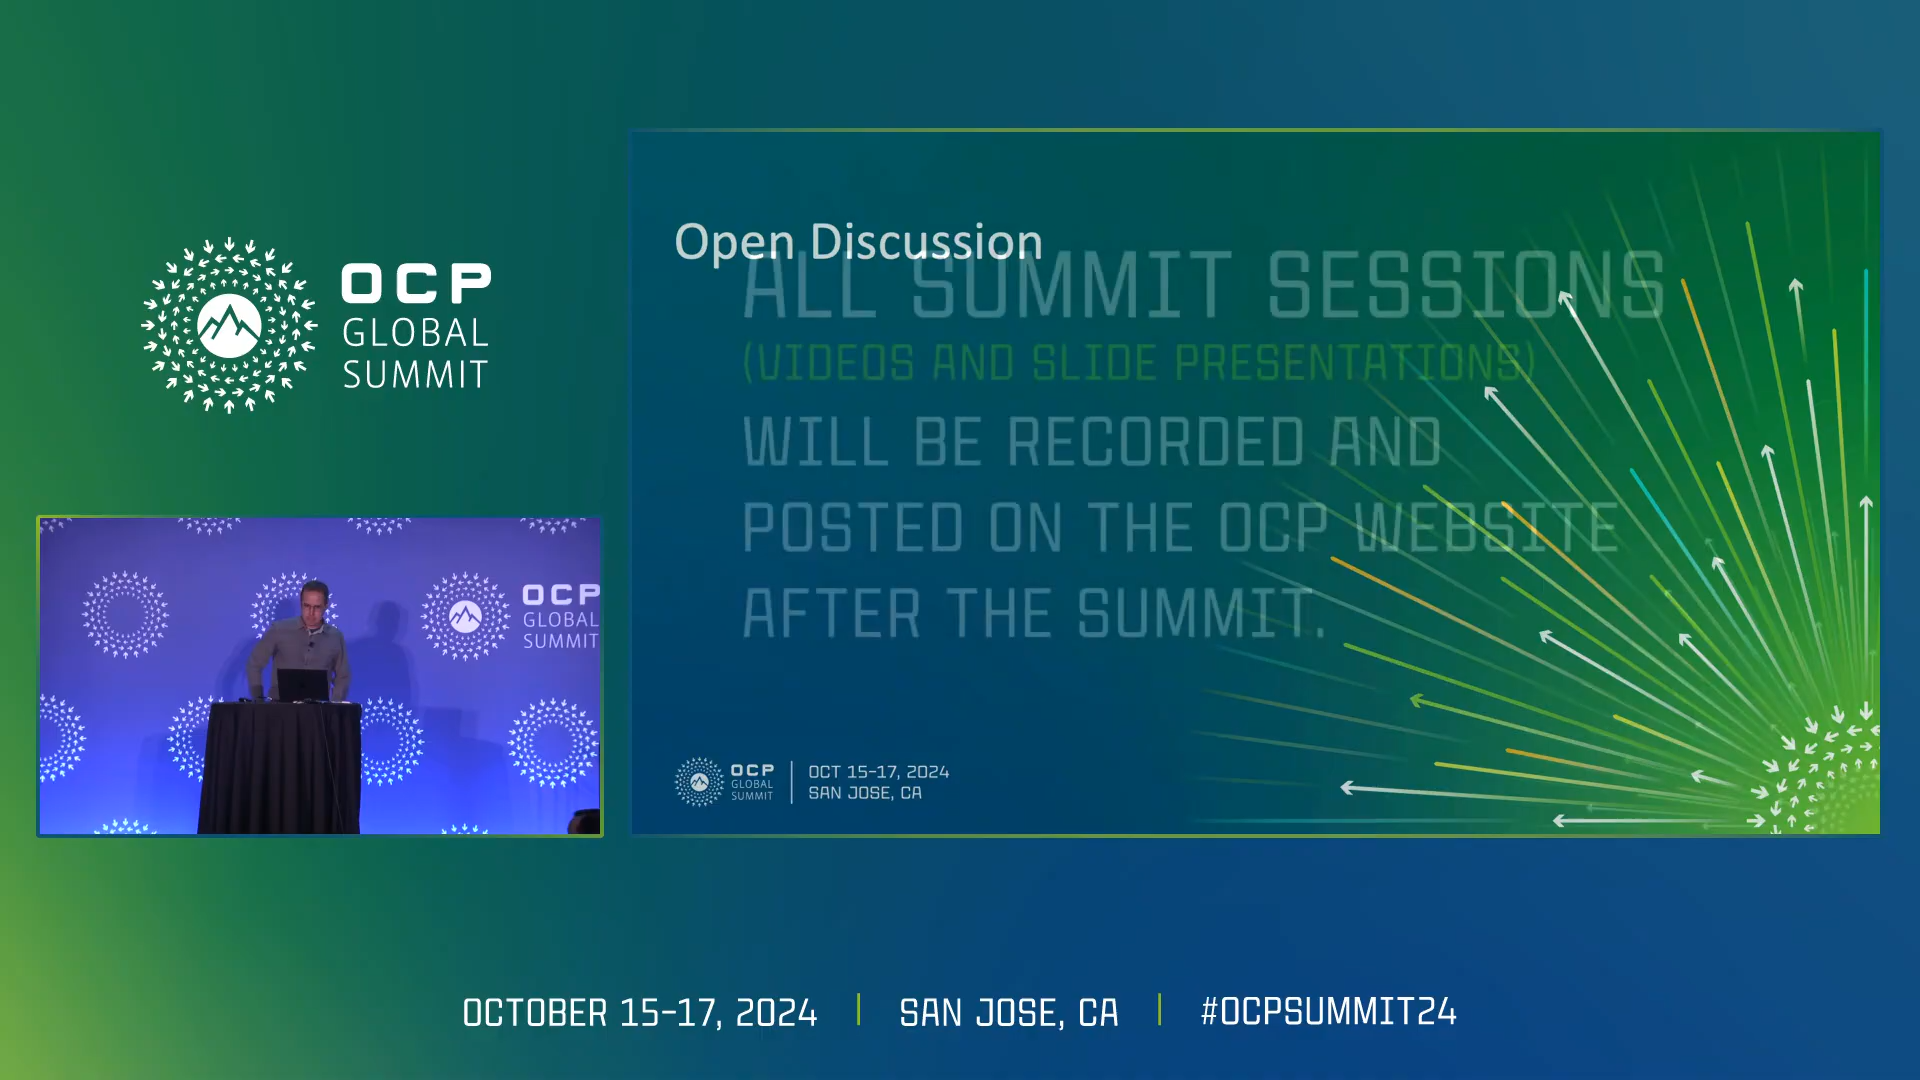 OCP
GLOBAL
SUMMIT
Open Discussion
ALL SUMMIT SESSIONS
(VIDEOS AND SLIDE PRESENTATIONS)
WILL BE RECORDED AND
POSTED ON THE OCP WEBSITE
AFTER THE SUMMIT.
OCP
GLOBAL
SUMMIT
OCT 15-17, 2024
SAN JOSE, CA
OCP
GLOBAL
SUMMIT
OCTOBER 15-17, 2024
SAN JOSE, CA
#OCPSUMMIT24